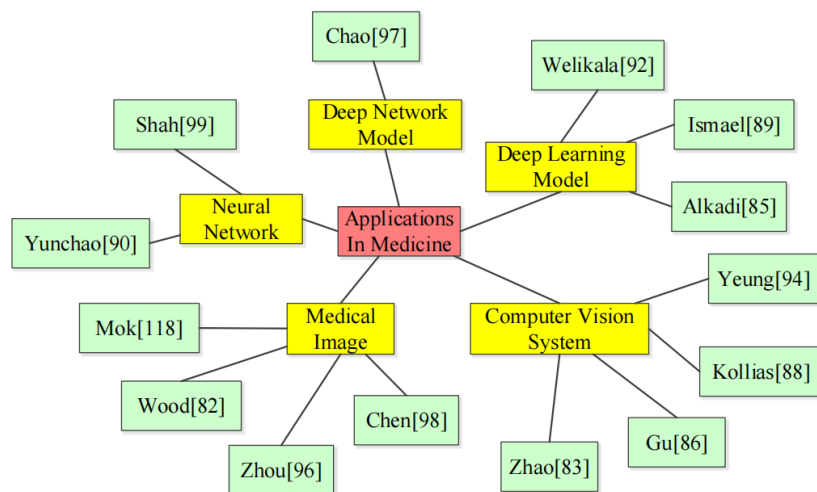 Chao[97]
Welikala[92]
Shah[99]
Deep Network
Model
Ismael[89]
Deep Learning
Model
Neural
Network
Applications
In Medicine
Alkadi[85]
Yunchao[90]
Yeung[94]
Mok[118]
Medical
Image
Computer Vision
System
Kollias[88]
Wood[82]
Chen[98]
Gu[86]
Zhou[96]
Zhao[83]